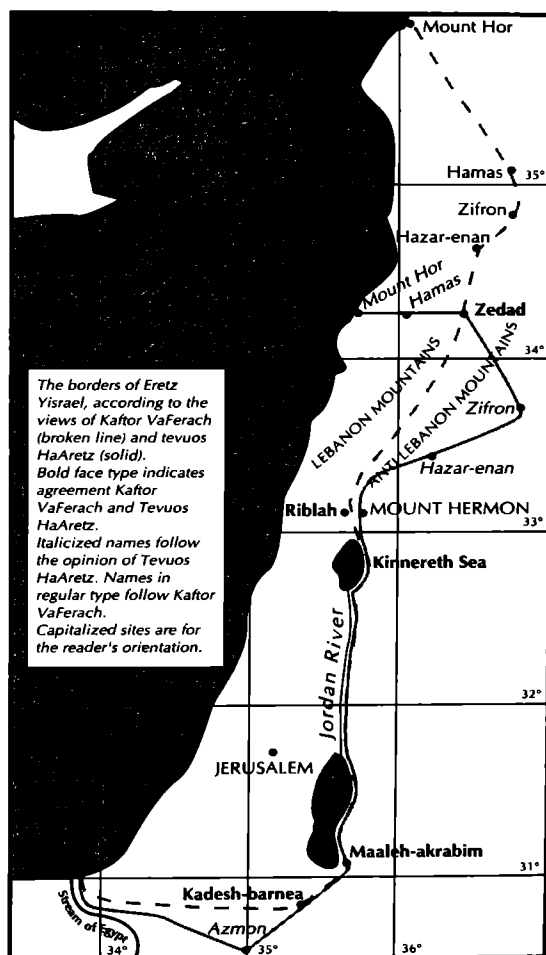 Mount Hor
Hamas
35°
Zifron
Hazar-enan
Mount Hor
Hamas
Zedad
34°
LEBANON MOUNTAINS
ANTI LEBANON MOUNTAINS
The borders of Eretz
Yisrael, according to the
views of Kaftor VaFerach
(broken line) and tevuos
HaAretz (solid).
Bold face type indicates
agreement Kaftor
VaFerach and Tevuos
HaAretz.
Italicized names follow
the opinion of Tevuos
HaAretz. Names in
regular type follow Kaftor
VaFerach.
Capitalized sites are for
the reader's orientation.
Zifron
Hazar-enan
Riblah
MOUNT HERMON
33°
Kinnereth Sea
Jordan River
32°
JERUSALEM
Maaleh-akrabim
31°
Kadesh-barnea
Stream of Egypt
Azmon
34°
35°
36°